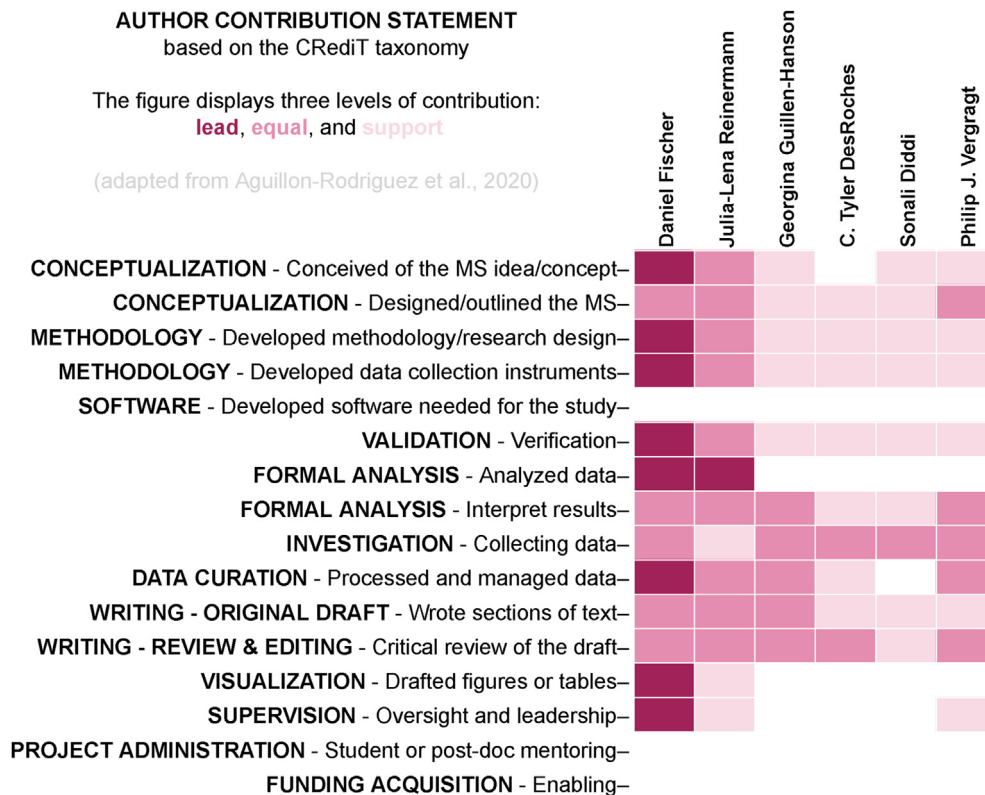 AUTHOR CONTRIBUTION STATEMENT
based on the CRediT taxonomy
The figure displays three levels of contribution:
lead, equal, and support
(adapted from Aguillon-Rodriguez et al., 2020)
Daniel Fischer
Julia-Lena Reinermann
Georgina Guillen-Hanson
C. Tyler DesRoches
Sonali Diddi
Philip J. Vergragt
CONCEPTUALIZATION - Conceived of the MS idea/concept
CONCEPTUALIZATION - Designed/outlined the MS
METHODOLOGY - Developed methodology/research design
METHODOLOGY - Developed data collection instruments
SOFTWARE - Developed software needed for the study
VALIDATION - Verification
FORMAL ANALYSIS - Analyzed data
FORMAL ANALYSIS - Interpret results
INVESTIGATION - Collecting data
DATA CURATION - Processed and managed data
WRITING - ORIGINAL DRAFT - Wrote sections of text
WRITING - REVIEW & EDITING - Critical review of the draft
VISUALIZATION - Drafted figures or tables
SUPERVISION - Oversight and leadership
PROJECT ADMINISTRATION - Student or post-doc mentoring
FUNDING ACQUISITION - Enabling